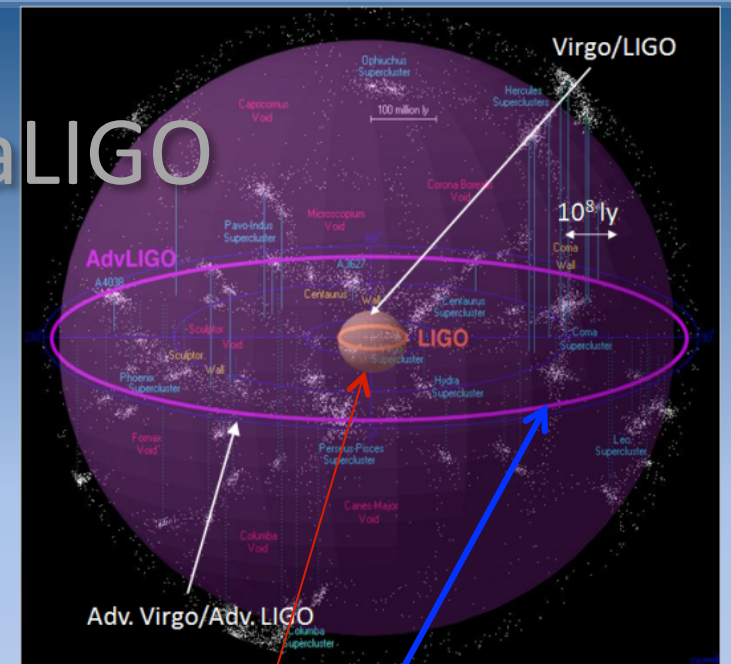 Virgo/LIGO
Ophiuchus
Supercluster
Hercules
Superclusters
Capricornus
Void
100 million ly
aLIGO
Corona Boreal
Void
Microscopium
Void
10⁸ ly
Pavo-Indus
Supercluster
Coma
Wall
AdvLIGO
A3627
A4038
Centaurus
Wall
Centaurus
Supercluster
Sculptor
Void
LIGO
Coma
Supercluster
Supercluster
Sculptor
Wall
Phoenix
Supercluster
Hydra
Supercluster
Fornax
Void
Perseus-Pisces
Supercluster
Leo
Supercluster
Canes-Major
Void
Columba
Void
Adv. Virgo/Adv. LIGO
Columba
Supercluster